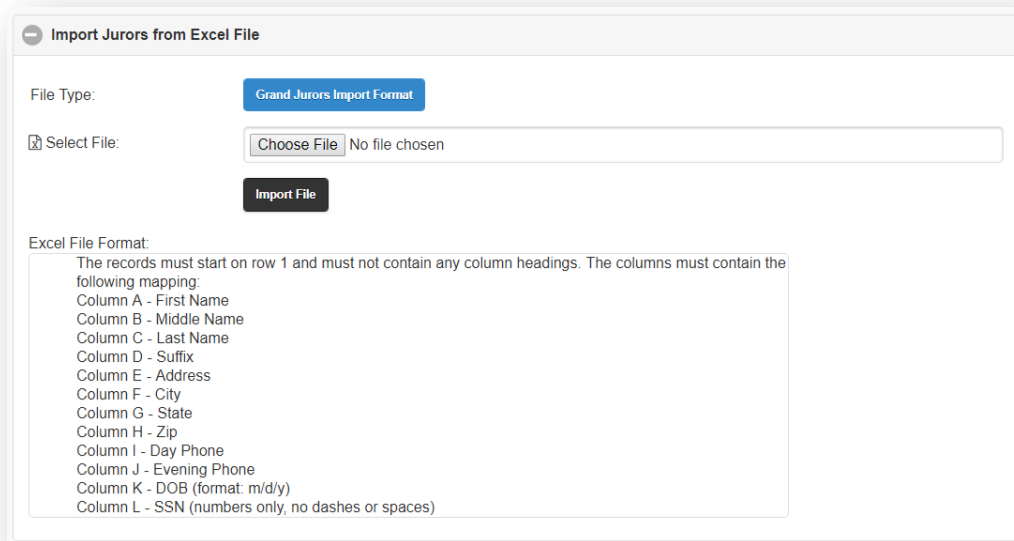 Import Jurors from Excel File
File Type:
Grand Jurors Import Format
Select File:
Choose File No file chosen
Import File
Excel File Format:
The records must start on row 1 and must not contain any column headings. The columns must contain the
following mapping:
Column A - First Name
Column B - Middle Name
Column C - Last Name
Column D - Suffix
Column E - Address
Column F - City
Column G - State
Column H - Zip
Column I - Day Phone
Column J - Evening Phone
Column K - DOB (format: m/d/y)
Column L - SSN (numbers only, no dashes or spaces)